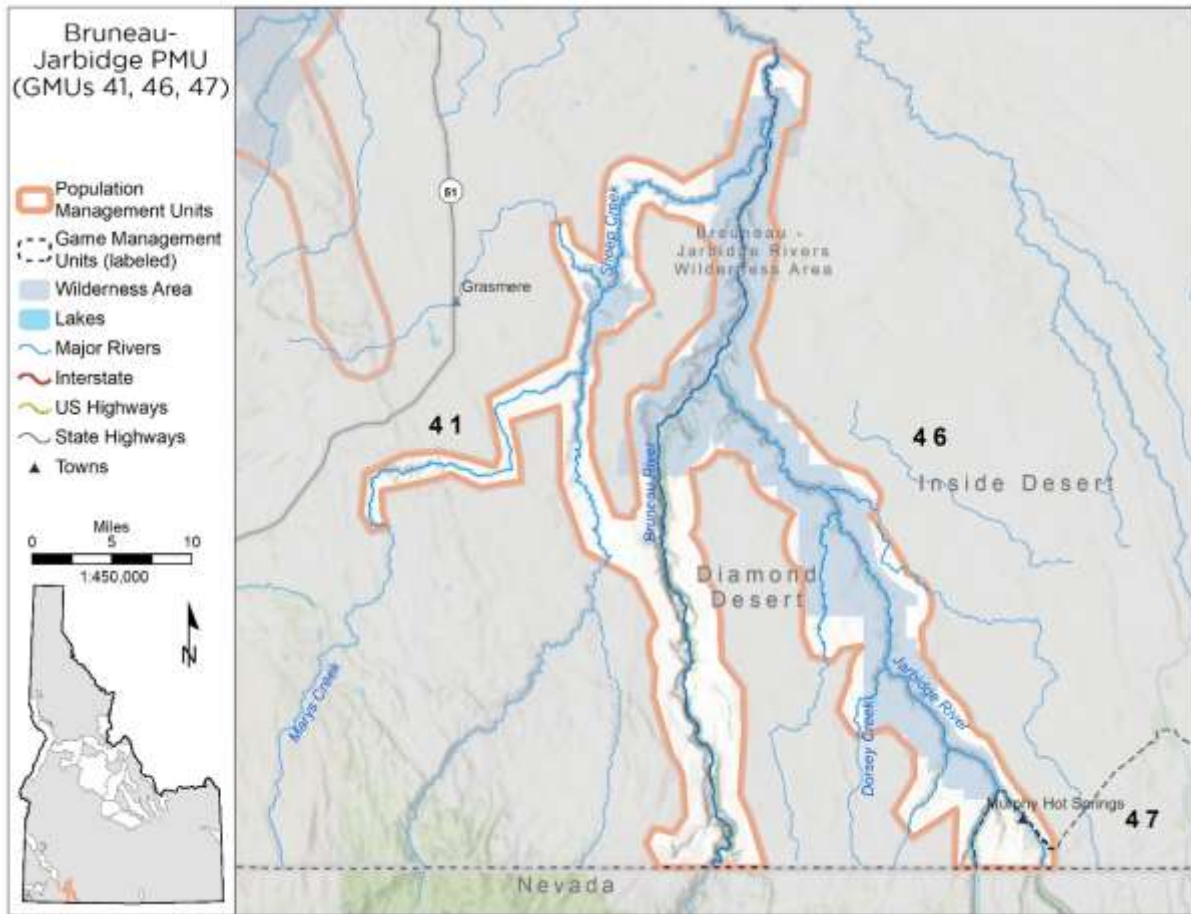 Bruneau-
Jarbidge PMU
(GMUs 41, 46, 47)
Population
Management Units
Game Management
Units (labeled)
Wilderness Area
Lakes
Major Rivers
Interstate
US Highways
State Highways
Towns
Miles
0 5 10
1:450,000
N
51
Grasmere
Sheep Creek
Bruneau -
Jarbidge Rivers
Wilderness Area
41
46
Inside Desert
Bruneau River
Diamond
Desert
Marys Creek
Dorsey Creek
Jarbidge River
Murphy Hot Springs
47
Nevada